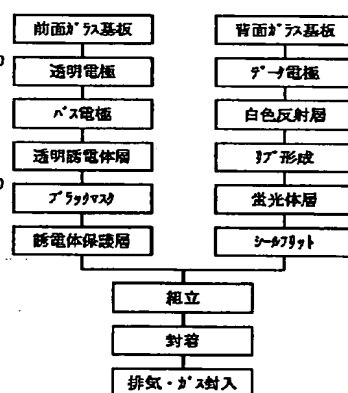 前面ガラス基板
透明電極
バス電極
透明誘電体層
ブラックマスク
誘電体保護層
背面ガラス基板
データ電極
白色反射層
リブ形成
蛍光体層
シールフリット
組立
封着
排気・ガス封入